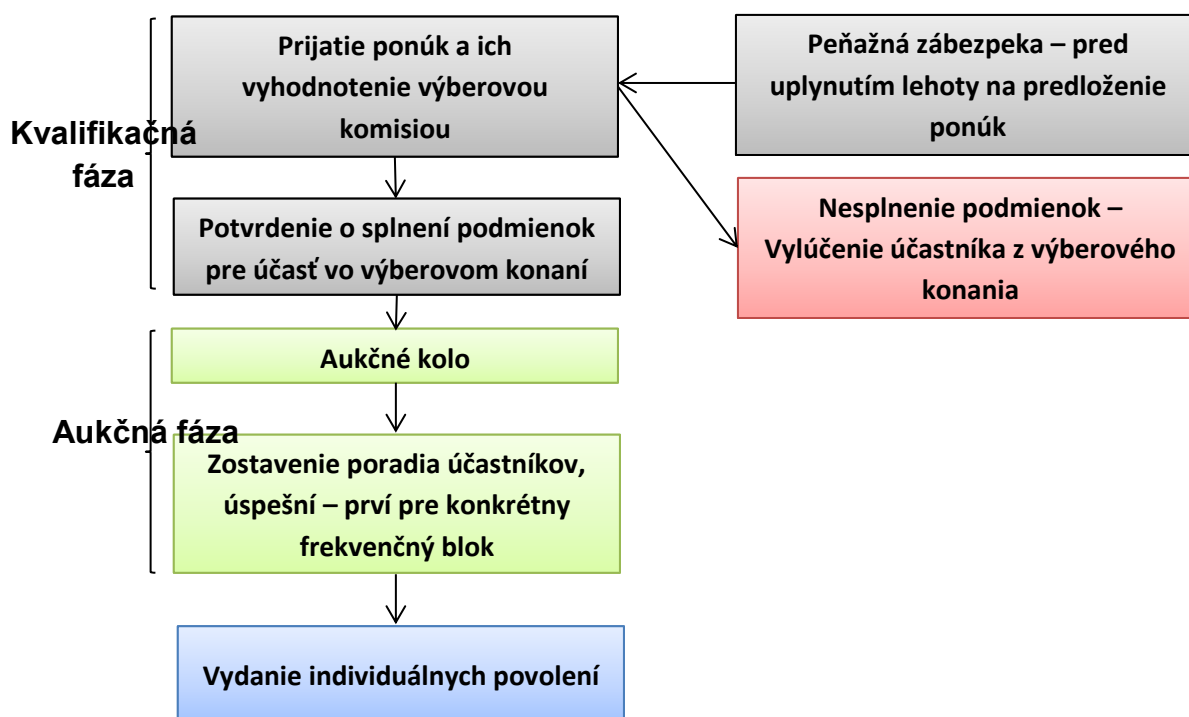 Prijatie ponúk a ich
vyhodnotenie výberovou
komisiou
Peňažná zábezpeka – pred
uplynutím lehoty na predloženie
ponúk
Kvalifikačná
fáza
Nesplnenie podmienok –
Vylúčenie účastníka z výberového
konania
Potvrdenie o splnení podmienok
pre účasť vo výberovom konaní
Aukčné kolo
Aukčná fáza
Zostavenie poradia účastníkov,
úspešní – prví pre konkrétny
frekvenčný blok
Vydanie individuálnych povolení